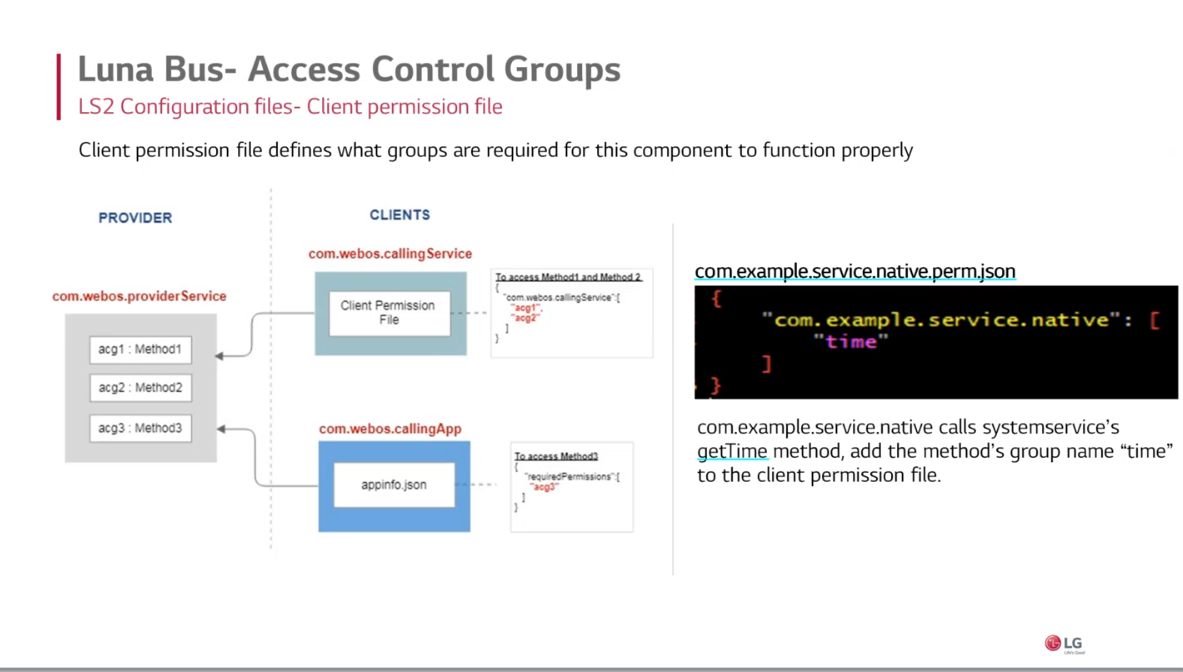 Luna Bus- Access Control Groups
LS2 Configuration files- Client permission file
Client permission file defines what groups are required for this component to function properly
PROVIDER
CLIENTS
com.webos.providerService
acg1 : Method1
acg2 : Method2
acg3 : Method3
com.webos.callingService
Client Permission
File
To access Method1 and Method 2
{
"com.webos.callingService":[
"acg1",
"acg2"
]
}
com.webos.callingApp
appinfo.json
To access Method3
{
"requiredPermissions":[
"acg3"
]
}
com.example.service.native.perm.json
{
"com.example.service.native": [
"time"
]
}
com.example.service.native calls systemservice's
getTime method, add the method's group name “time”
to the client permission file.
LG
Life's Good